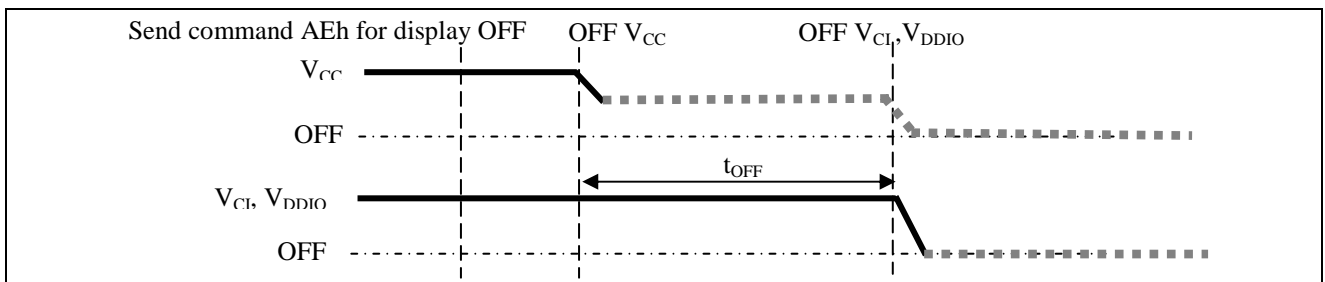 Send command AEh for display OFF OFF VCC OFF VCI,VDDIO
VCC
OFF
tOFF
VCI, VDDIO
OFF